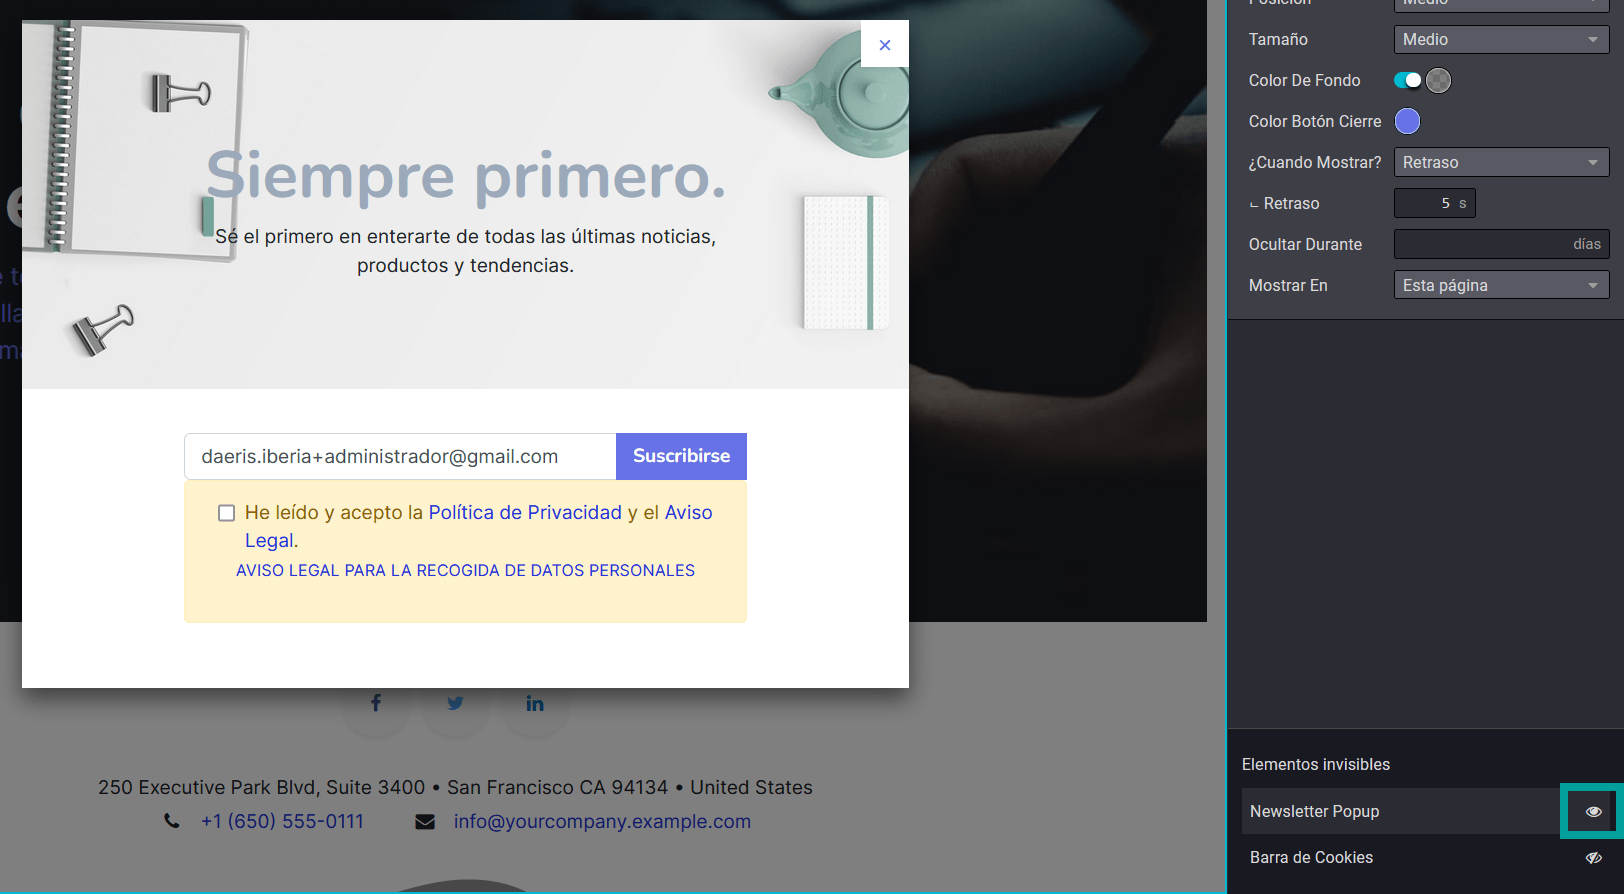 Siempre primero.
Sé el primero en enterarte de todas las últimas noticias,
productos y tendencias.
daeris.iberia+administrador@gmail.com
Suscribirse
He leído y acepto la Política de Privacidad y el Aviso
Legal.
AVISO LEGAL PARA LA RECOGIDA DE DATOS PERSONALES
250 Executive Park Blvd, Suite 3400 • San Francisco CA 94134 • United States
+1 (650) 555-0111
info@yourcompany.example.com
Posición Medio
Tamaño Medio
Color De Fondo
Color Botón Cierre
¿Cuando Mostrar? Retraso
Retraso 5 s
Ocultar Durante días
Mostrar En Esta página
Elementos invisibles
Newsletter Popup
Barra de Cookies